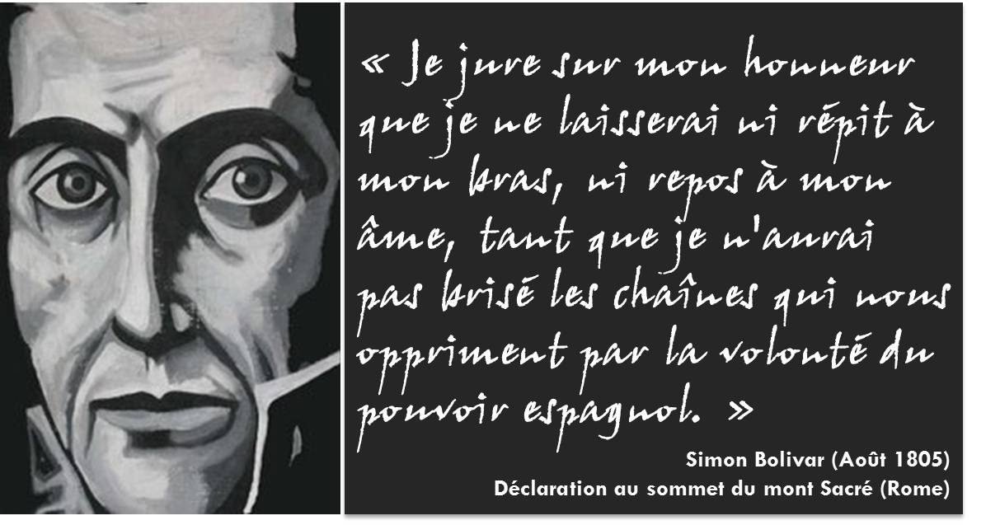 « Je jure sur mon honneur
que je ne laisserai ni répit à
mon bras, ni repos à mon
âme, tant que je n'aurai
pas brisé les chaînes qui nous
oppriment par la volonté du
pouvoir espagnol. »
Simon Bolivar (Août 1805)
Déclaration au sommet du mont Sacré (Rome)